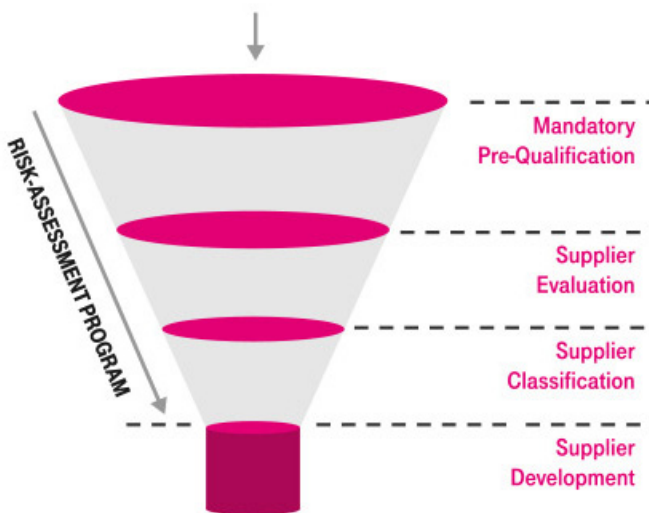 Mandatory
Pre-Qualification
RISK-ASSESSMENT PROGRAM
Supplier
Evaluation
Supplier
Classification
Supplier
Development